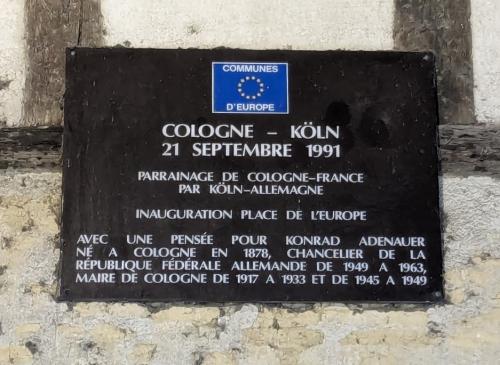 COMMUNES
D'EUROPE
COLOGNE – KÖLN
21 SEPTEMBRE 1991
PARRAINAGE DE COLOGNE–FRANCE
PAR KÖLN–ALLEMAGNE
INAUGURATION PLACE DE L'EUROPE
AVEC UNE PENSÉE POUR KONRAD ADENAUER
NÉ A COLOGNE EN 1878, CHANCELIER DE LA
RÉPUBLIQUE FÉDÉRALE ALLEMANDE DE 1949 A 1963,
MAIRE DE COLOGNE DE 1917 A 1933 ET DE 1945 A 1949